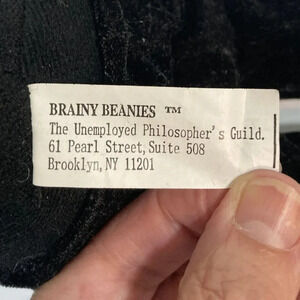 BRAINY BEANIES ™
The Unemployed Philosopher's Guild.
61 Pearl Street, Suite 508
Brooklyn, NY 11201